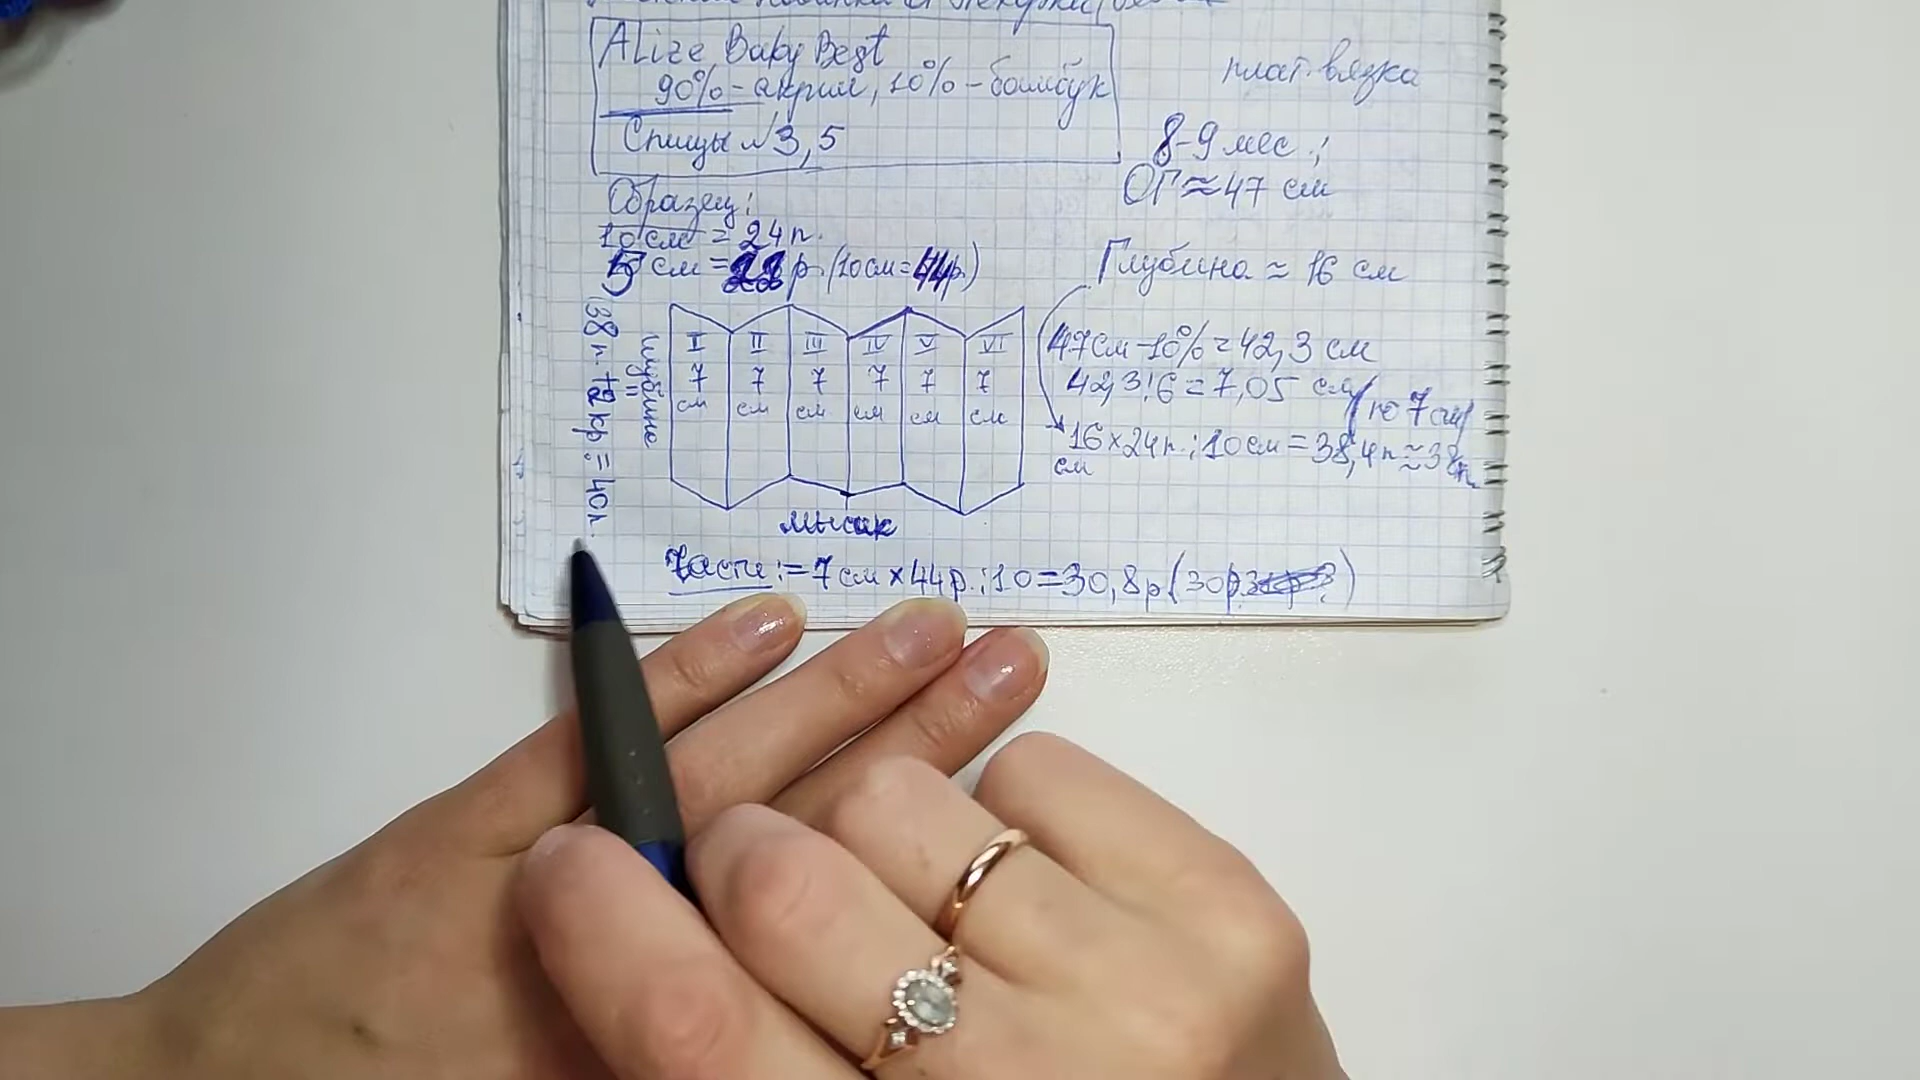 ALize Baby Best
90% - акрил, 10% - бамбук
Спицы №3,5
плат. вязка
8-9 мес.;
ОГ ≈ 47 см
Образец:
10 см = 24 п.
5 см = 22 р. (10 см = 44 р.)
Глубина ≈ 16 см
47 см - 10% = 42,3 см
42,3 : 6 = 7,05 см (по 7 см)
16 см × 24 п. : 10 см = 38,4 п ≈ 38 п.
38 п. + 2 кр. = 40 п.
глубина
I II III IV V VI
7 7 7 7 7 7
см см см см см см
мысик
Части: = 7 см × 44 р. : 10 = 30,8 р (30 р